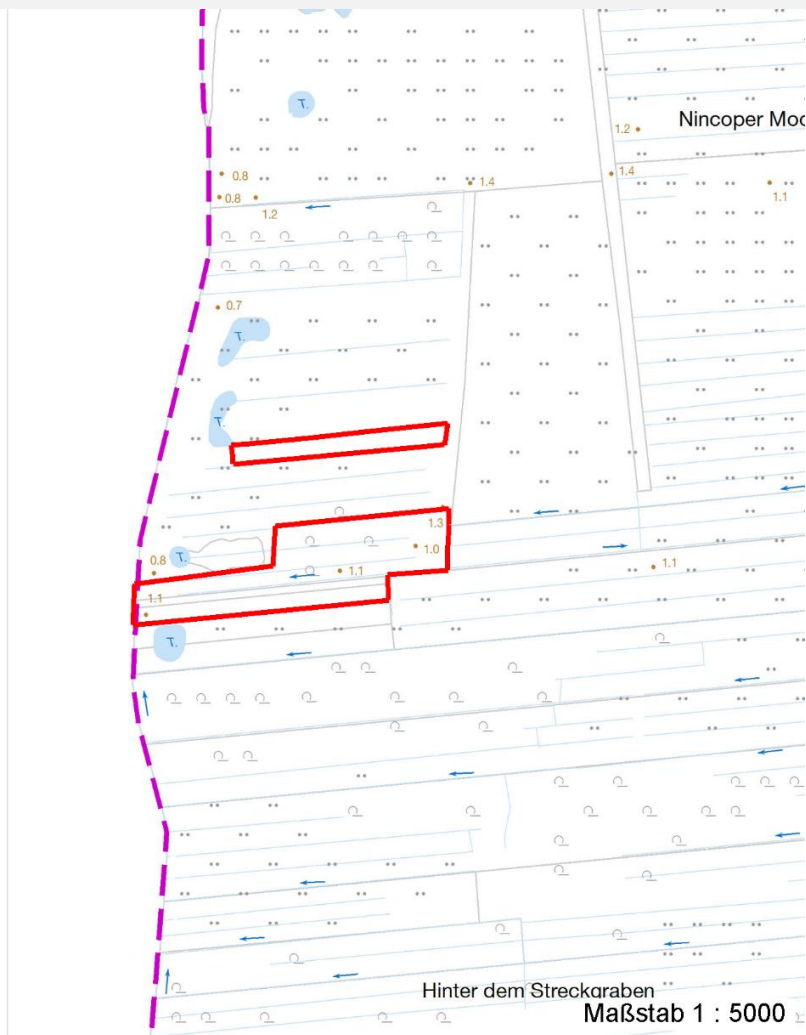 T.
1.2
Nincoper Moo
0.8
1.4
1.4
0.8
1.2
1.1
0.7
T.
T.
1.3
1.0
T.
0.8
1.1
1.1
1.1
T.
Hinter dem Streckgraben
Maßstab 1 : 5000